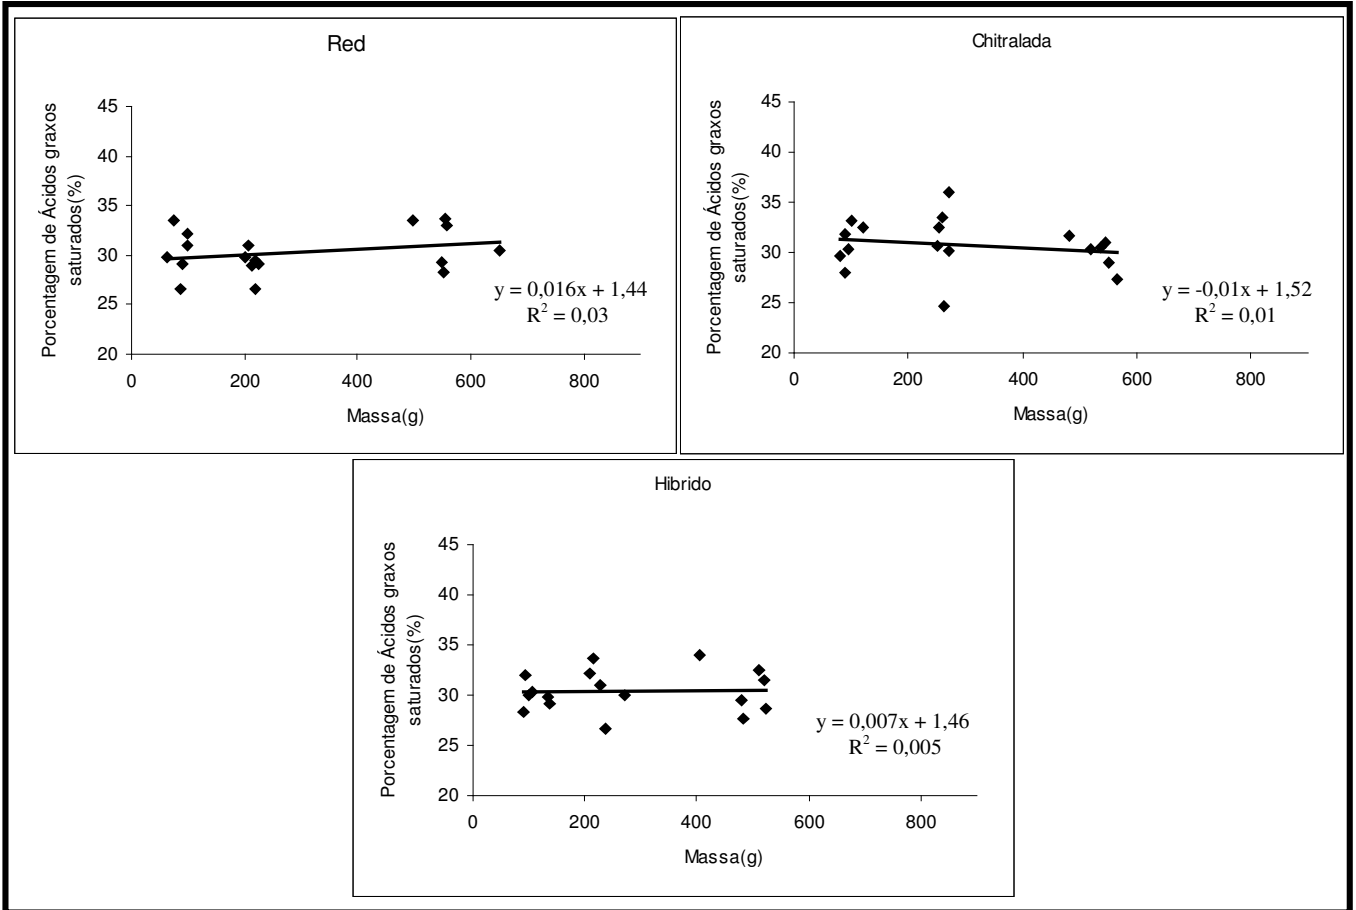 Red
Porcentagem de Ácidos graxos
saturados(%)
45
40
35
30
25
20
0 200 400 600 800
Massa(g)
y = 0,016x + 1,44
R² = 0,03
Chitralada
Porcentagem de Ácidos graxos
saturados(%)
45
40
35
30
25
20
0 200 400 600 800
Massa(g)
y = -0,01x + 1,52
R² = 0,01
Hibrido
Porcentagem de Ácidos graxos
saturados(%)
45
40
35
30
25
20
0 200 400 600 800
Massa(g)
y = 0,007x + 1,46
R² = 0,005